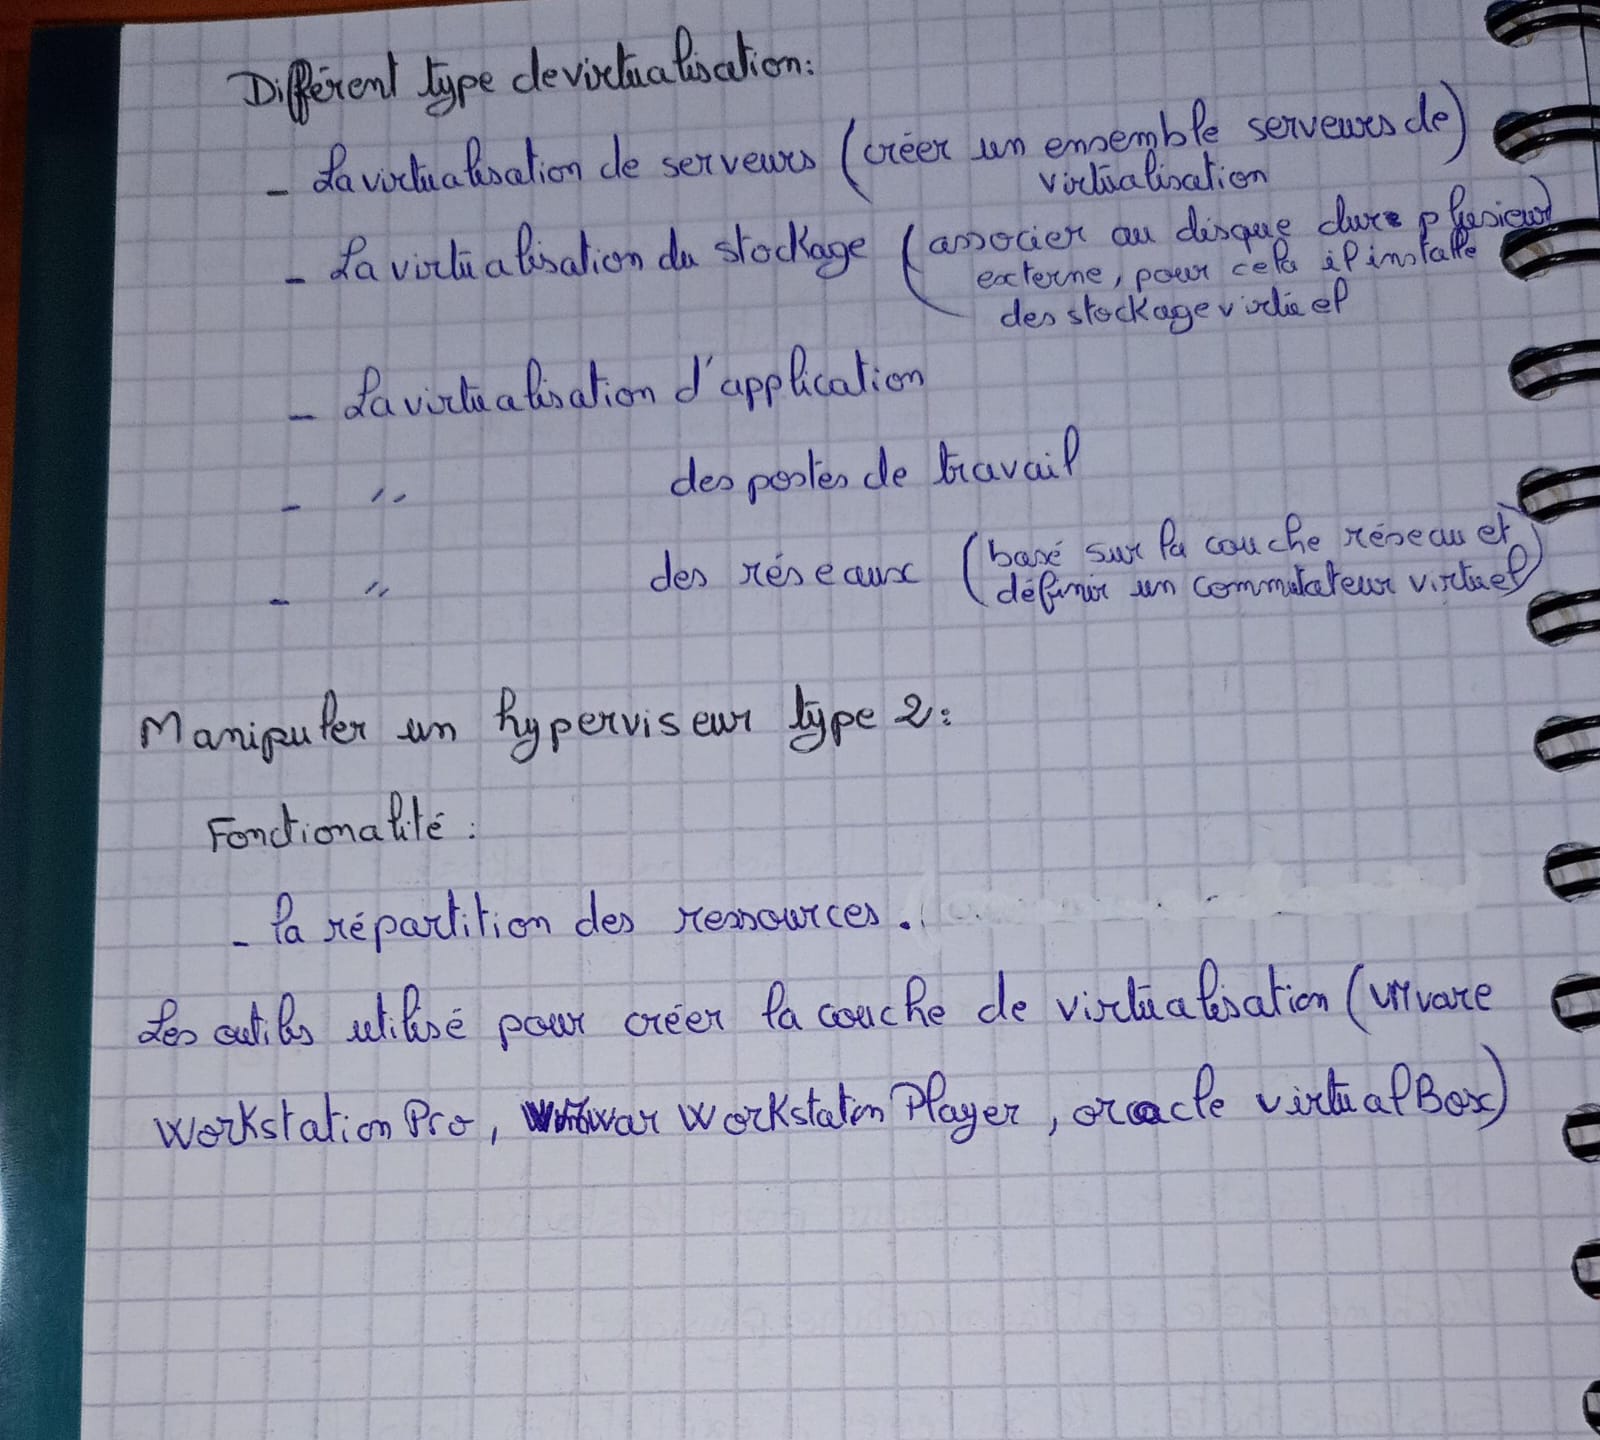 Différent type de virtualisation:
- La virtualisation de serveurs (créer un ensemble serveurs de
virtualisation)
- La virtualisation du stockage (associer au disque dure plusieurs
externe, pour cela il installe
des stockage virtuel
- La virtualisation d'application
- " des postes de travail
- " des réseaux (basé sur la couche réseau et
définir un commutateur virtuel)
Manipuler un hyperviseur type 2:
Fonctionalité :
- la répartition des ressources.
Les outils utilisé pour créer la couche de virtualisation (VMvare
Workstation Pro, war Workstation Player, oracle virtualBox)